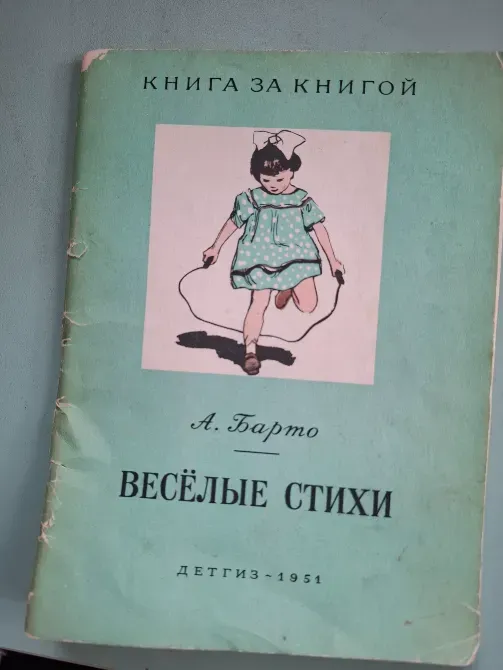 КНИГА ЗА КНИГОЙ
А. Барто
ВЕСЁЛЫЕ СТИХИ
ДЕТГИЗ ~ 1951